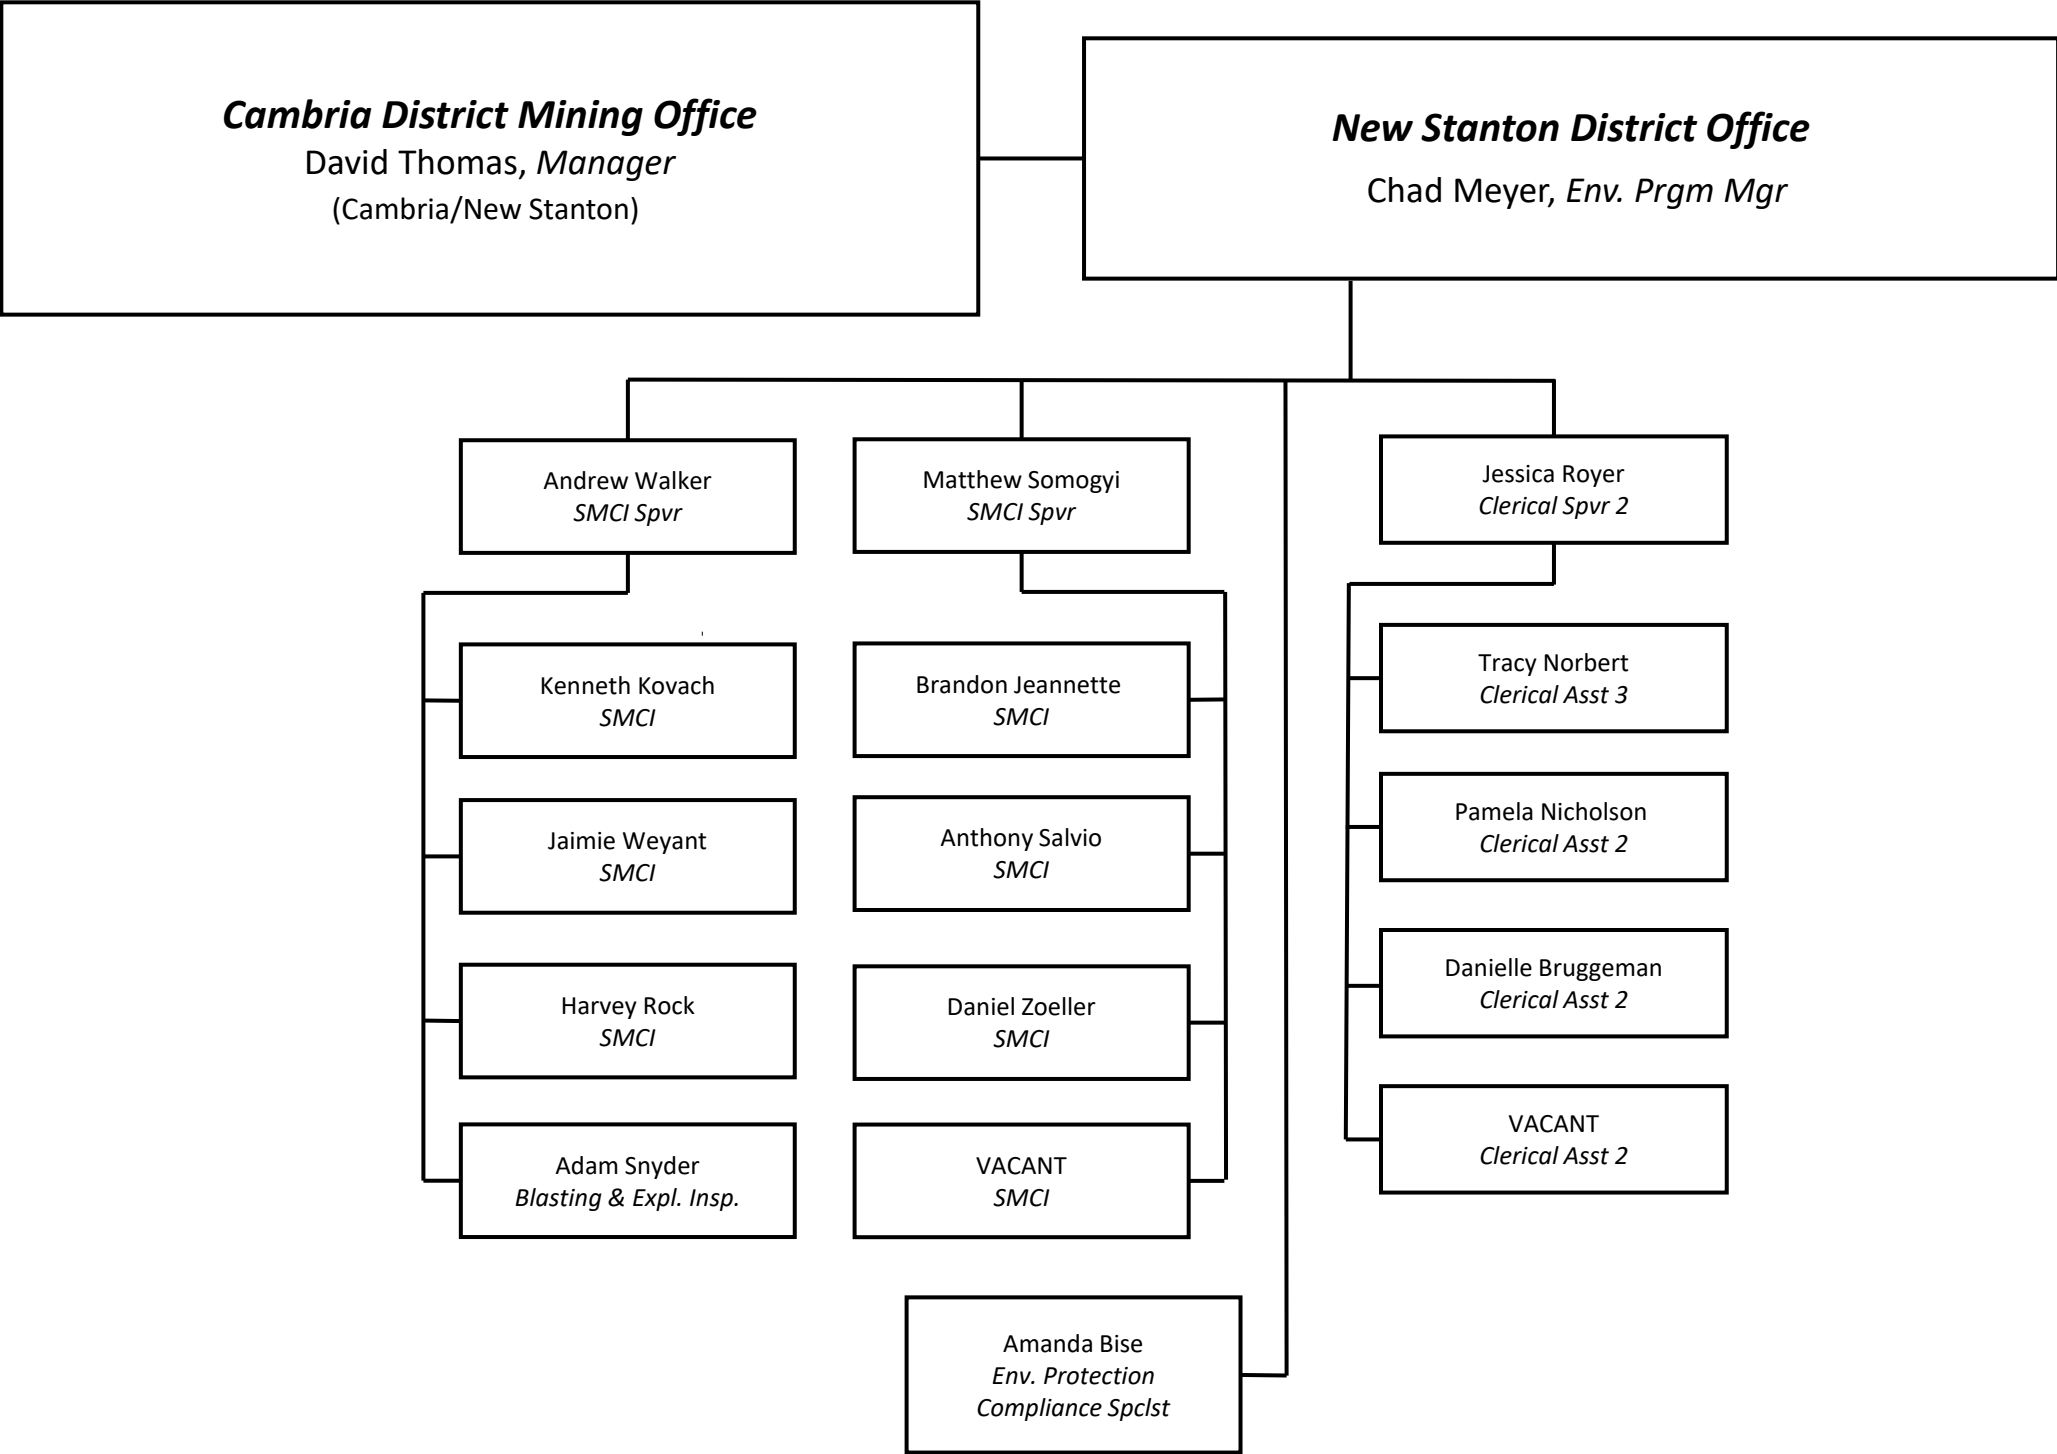 Cambria District Mining Office
David Thomas, Manager
(Cambria/New Stanton)
New Stanton District Office
Chad Meyer, Env. Prgm Mgr
Andrew Walker
SMCI Spvr
Matthew Somogyi
SMCI Spvr
Jessica Royer
Clerical Spvr 2
Kenneth Kovach
SMCI
Jaimie Weyant
SMCI
Harvey Rock
SMCI
Adam Snyder
Blasting & Expl. Insp.
Brandon Jeannette
SMCI
Anthony Salvio
SMCI
Daniel Zoeller
SMCI
VACANT
SMCI
Tracy Norbert
Clerical Asst 3
Pamela Nicholson
Clerical Asst 2
Danielle Bruggeman
Clerical Asst 2
VACANT
Clerical Asst 2
Amanda Bise
Env. Protection
Compliance Spclst